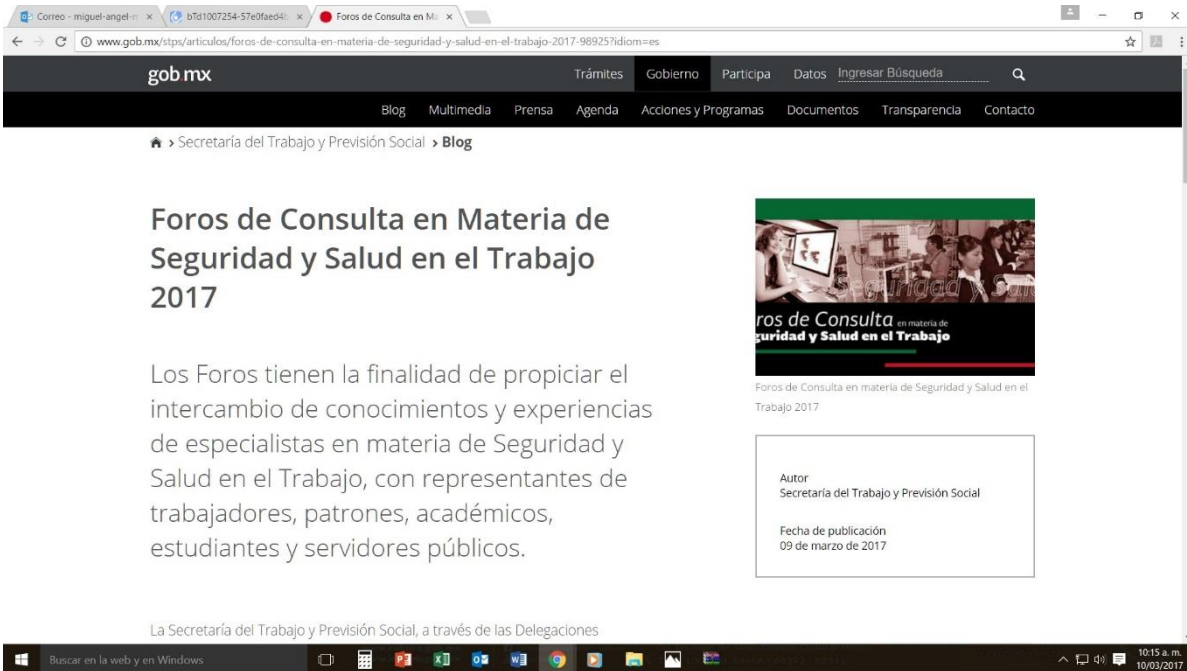 Correo - miguel-angel-n
bTd1007254-57e0faed4
Foros de Consulta en Ma
www.gob.mx/stps/articulos/foros-de-consulta-en-materia-de-seguridad-y-salud-en-el-trabajo-2017-98925?idiom=es
gob mx
Trámites Gobierno Participa Datos Ingresar Búsqueda
Blog Multimedia Prensa Agenda Acciones y Programas Documentos Transparencia Contacto
> Secretaría del Trabajo y Previsión Social > Blog
Foros de Consulta en Materia de
Seguridad y Salud en el Trabajo
2017
Los Foros tienen la finalidad de propiciar el
intercambio de conocimientos y experiencias
de especialistas en materia de Seguridad y
Salud en el Trabajo, con representantes de
trabajadores, patrones, académicos,
estudiantes y servidores públicos.
La Secretaría del Trabajo y Previsión Social, a través de las Delegaciones
Seguridad y Salu
ros de Consulta en materia de
guridad y Salud en el Trabajo
Foros de Consulta en materia de Seguridad y Salud en el
Trabajo 2017
Autor
Secretaría del Trabajo y Previsión Social
Fecha de publicación
09 de marzo de 2017
Buscar en la web y en Windows
10:15 a. m.
10/03/2017